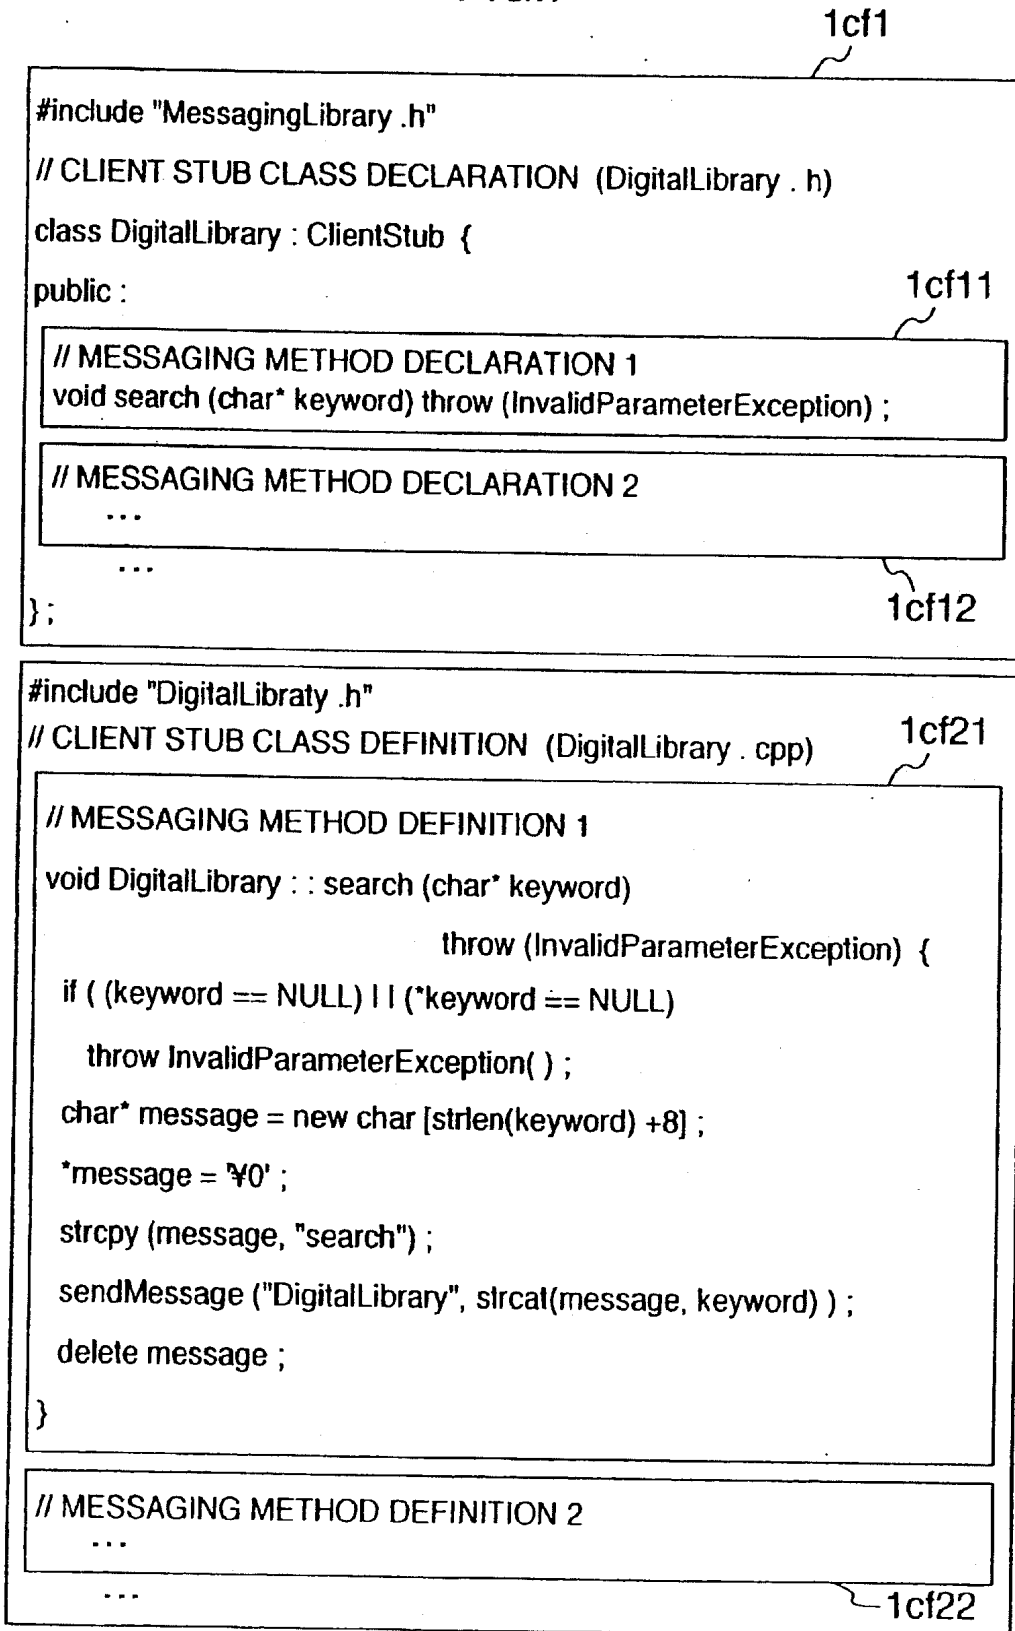 1cf1
#include "MessagingLibrary .h"
// CLIENT STUB CLASS DECLARATION (DigitalLibrary . h)
class DigitalLibrary : ClientStub {
public :
1cf11
// MESSAGING METHOD DECLARATION 1
void search (char* keyword) throw (InvalidParameterException) ;
// MESSAGING METHOD DECLARATION 2
...
...
1cf12
} ;
#include "DigitalLibraty .h"
// CLIENT STUB CLASS DEFINITION (DigitalLibrary . cpp)
1cf21
// MESSAGING METHOD DEFINITION 1
void DigitalLibrary : : search (char* keyword)
throw (InvalidParameterException) {
if ( (keyword == NULL) I I (*keyword == NULL)
throw InvalidParameterException( ) ;
char* message = new char [strlen(keyword) +8] ;
*message = '¥0' ;
strcpy (message, "search") ;
sendMessage ("DigitalLibrary", strcat(message, keyword) ) ;
delete message ;
}
// MESSAGING METHOD DEFINITION 2
...
...
1cf22